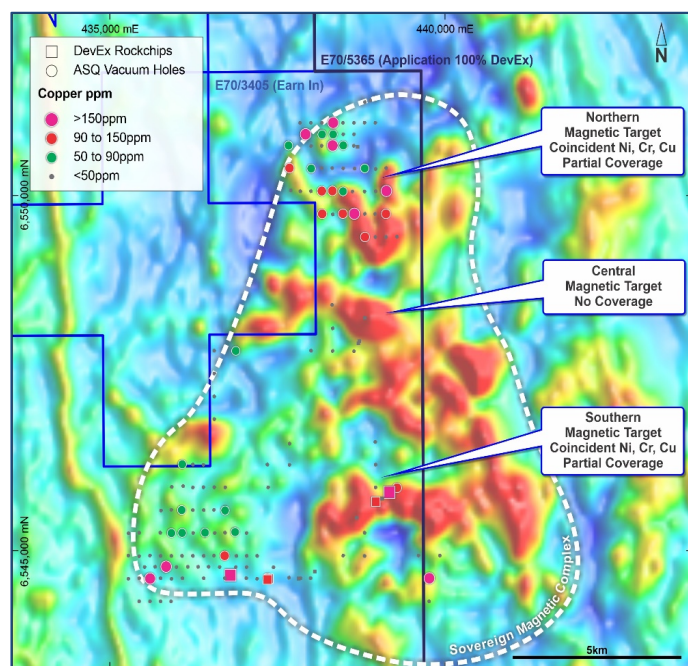 435,000 mE
440,000 mE
N
DevEx Rockchips
ASQ Vacuum Holes
Copper ppm
>150ppm
90 to 150ppm
50 to 90ppm
<50ppm
E70/5365 (Application 100% DevEx)
E70/3405 (Earn In)
Northern
Magnetic Target
Coincident Ni, Cr, Cu
Partial Coverage
6,550,000 mN
Central
Magnetic Target
No Coverage
Southern
Magnetic Target
Coincident Ni, Cr, Cu
Partial Coverage
6,545,000 mN
Sovereign Magnetic Complex
5km